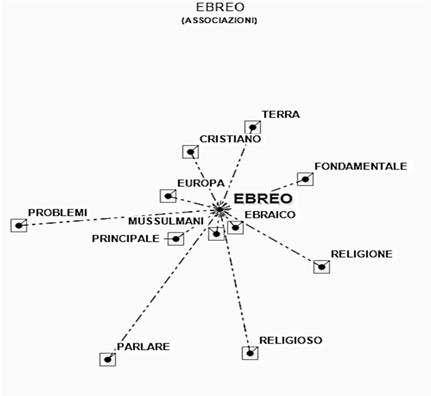 EBREO
(ASSOCIAZIONI)
TERRA
CRISTIANO
FONDAMENTALE
EUROPA
EBREO
PROBLEMI
MUSSULMANI
EBRAICO
PRINCIPALE
RELIGIONE
RELIGIOSO
PARLARE